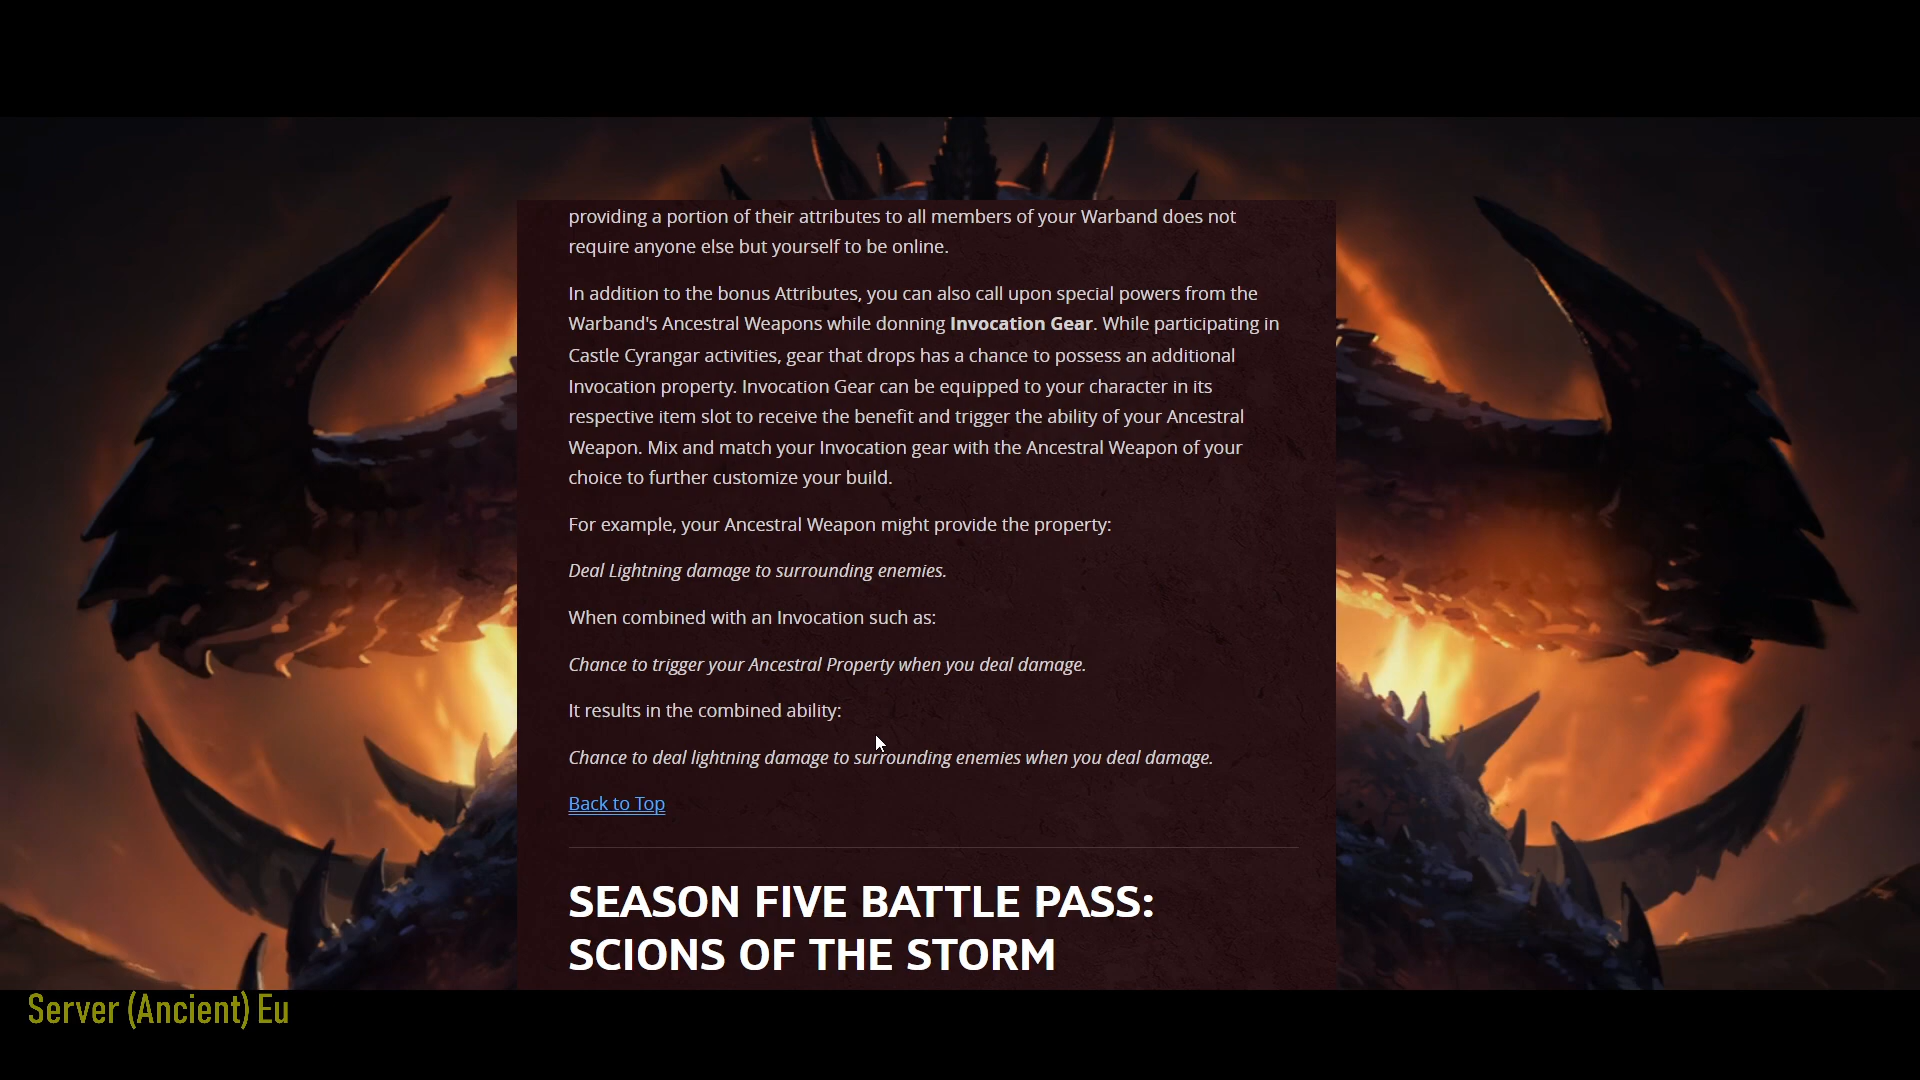 providing a portion of their attributes to all members of your Warband does not
require anyone else but yourself to be online.
In addition to the bonus Attributes, you can also call upon special powers from the
Warband's Ancestral Weapons while donning Invocation Gear. While participating in
Castle Cyrangar activities, gear that drops has a chance to possess an additional
Invocation property. Invocation Gear can be equipped to your character in its
respective item slot to receive the benefit and trigger the ability of your Ancestral
Weapon. Mix and match your Invocation gear with the Ancestral Weapon of your
choice to further customize your build.
For example, your Ancestral Weapon might provide the property:
Deal Lightning damage to surrounding enemies.
When combined with an Invocation such as:
Chance to trigger your Ancestral Property when you deal damage.
It results in the combined ability:
Chance to deal lightning damage to surrounding enemies when you deal damage.
Back to Top
SEASON FIVE BATTLE PASS:
SCIONS OF THE STORM
Server (Ancient) Eu